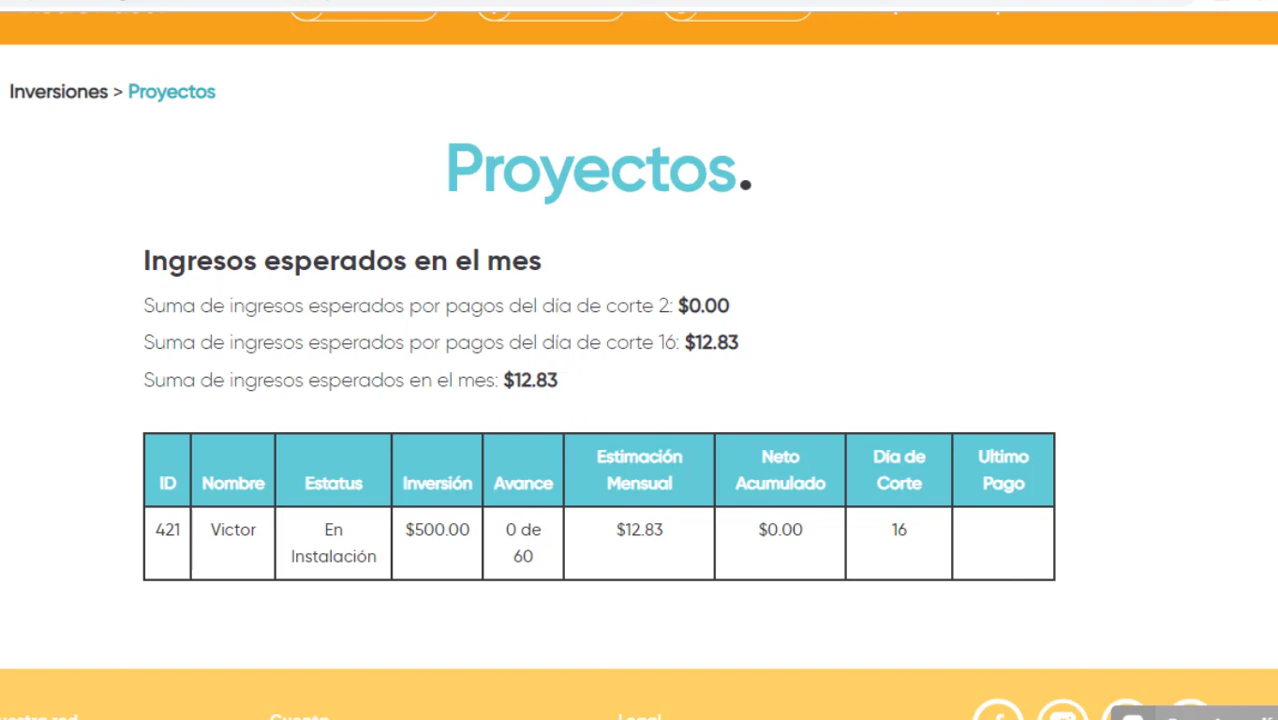 Inversiones > Proyectos
Proyectos.
Ingresos esperados en el mes
Suma de ingresos esperados por pagos del día de corte 2: $0.00
Suma de ingresos esperados por pagos del día de corte 16: $12.83
Suma de ingresos esperados en el mes: $12.83
ID Nombre Estatus Inversión Avance Estimación Mensual Neto Acumulado Día de Corte Ultimo Pago
421 Victor En Instalación $500.00 0 de 60 $12.83 $0.00 16
Cuenta Legal